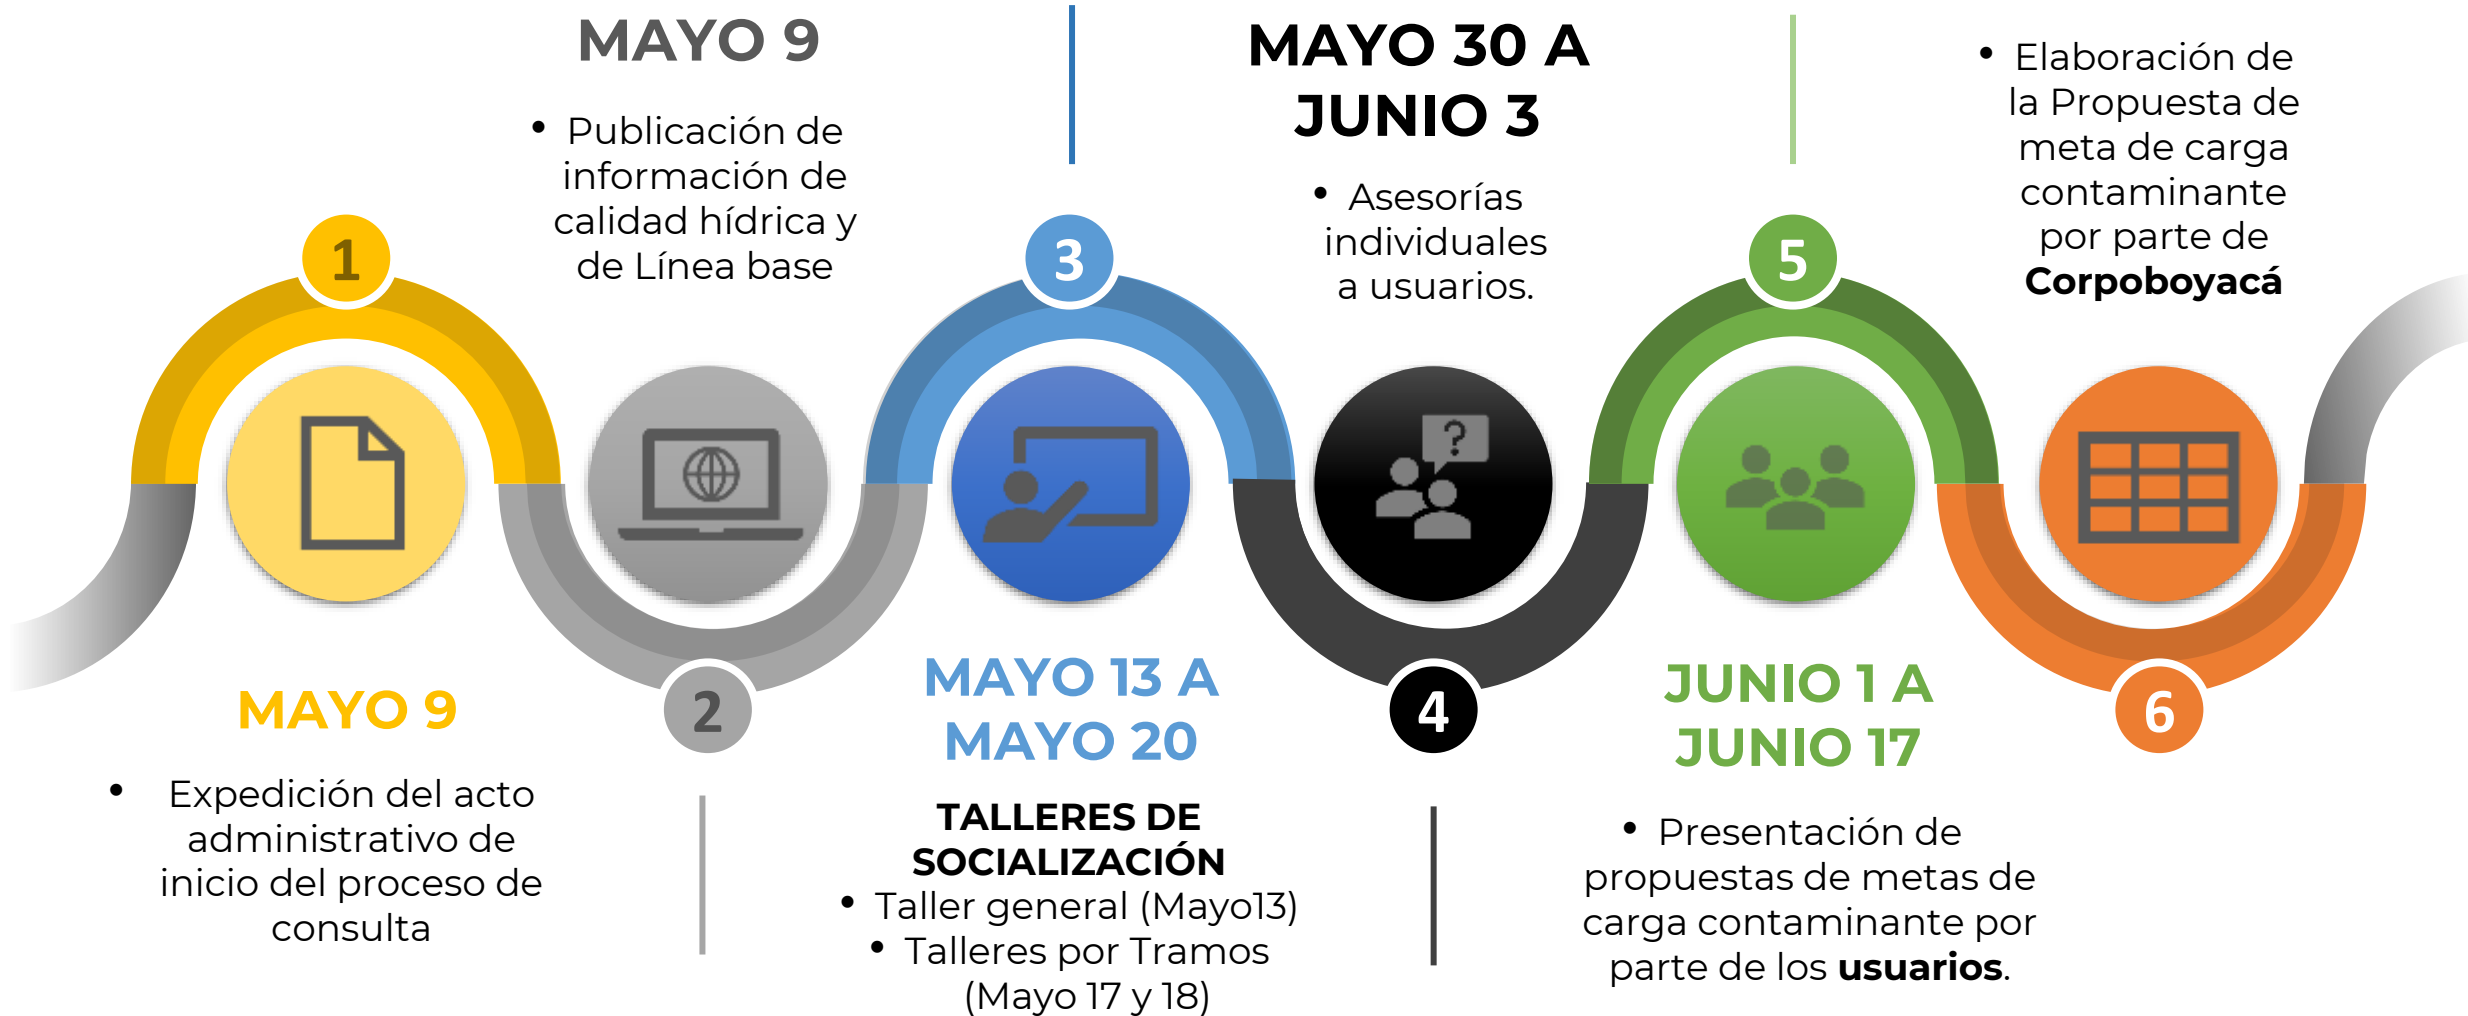 1
MAYO 9
• Expedición del acto
administrativo de
inicio del proceso de
consulta
MAYO 9
• Publicación de
información de
calidad hídrica y
de Línea base
2
3
MAYO 13 A
MAYO 20
TALLERES DE
SOCIALIZACIÓN
• Taller general (Mayo13)
• Talleres por Tramos
(Mayo 17 y 18)
MAYO 30 A
JUNIO 3
• Asesorías
individuales
a usuarios.
?
4
5
JUNIO 1 A
JUNIO 17
• Presentación de
propuestas de metas de
carga contaminante por
parte de los usuarios.
• Elaboración de
la Propuesta de
meta de carga
contaminante
por parte de
Corpoboyacá
6